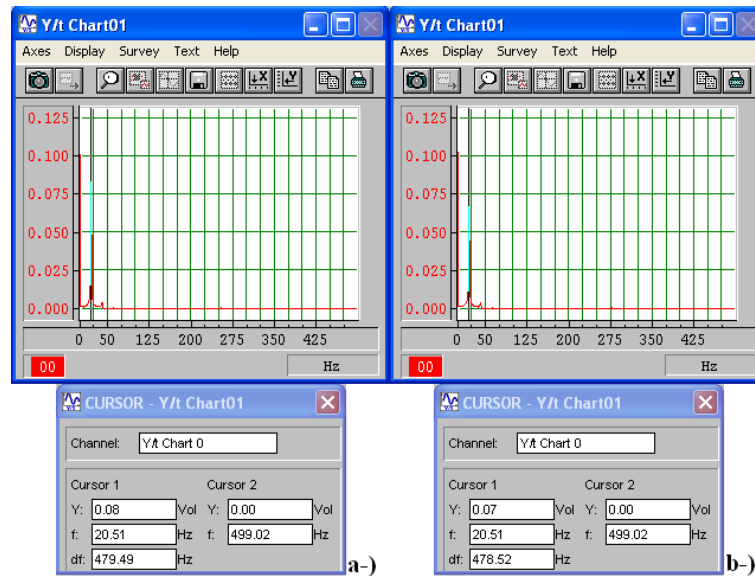 Y/t Chart01
Axes Display Survey Text Help
0.125
0.100
0.075
0.050
0.025
0.000
0 50 125 200 275 350 425
00
Hz
CURSOR - Y/t Chart01
Channel: Y/t Chart 0
Cursor 1 Cursor 2
Y: 0.08 Vol Y: 0.00 Vol
f: 20.51 Hz f: 499.02 Hz
df: 479.49 Hz
a-)
Y/t Chart01
Axes Display Survey Text Help
0.125
0.100
0.075
0.050
0.025
0.000
0 50 125 200 275 350 425
00
Hz
CURSOR - Y/t Chart01
Channel: Y/t Chart 0
Cursor 1 Cursor 2
Y: 0.07 Vol Y: 0.00 Vol
f: 20.51 Hz f: 499.02 Hz
df: 478.52 Hz
b-)